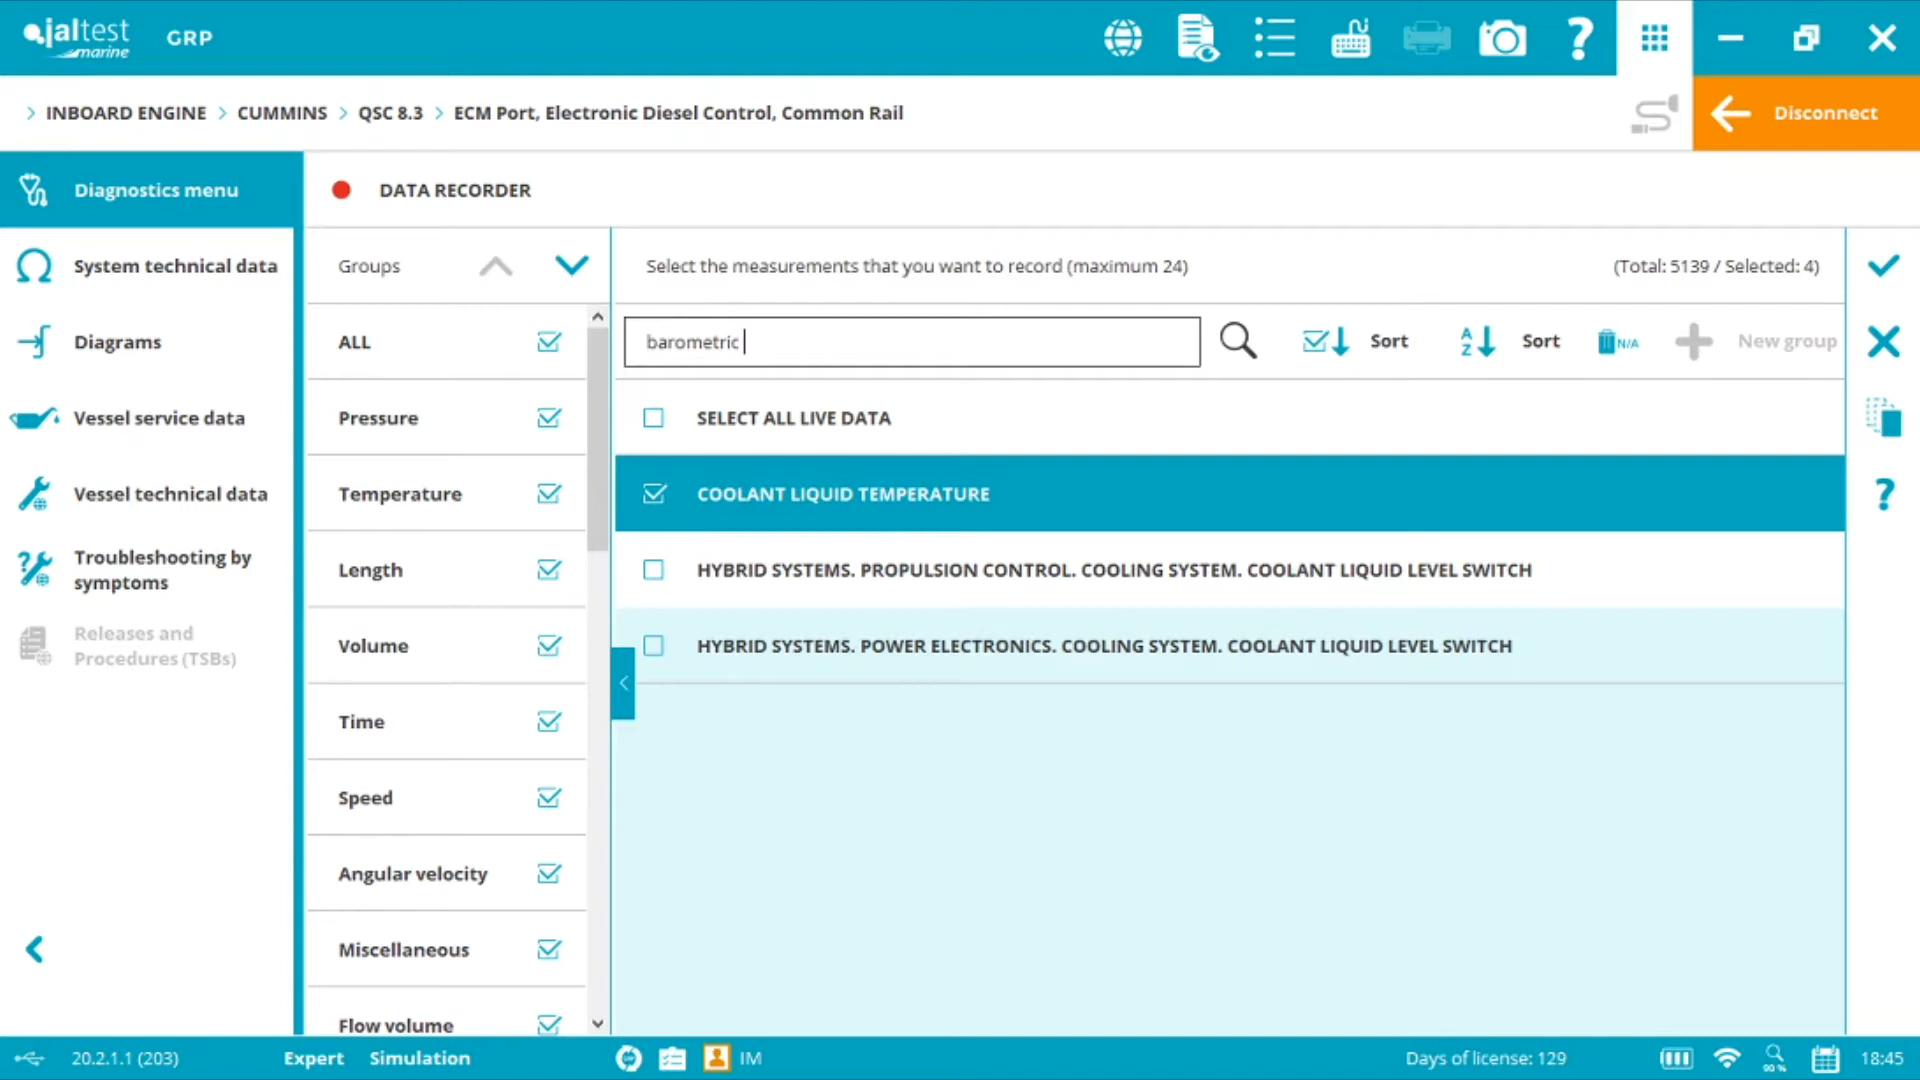 jaltest
marine
GRP
INBOARD ENGINE > CUMMINS > QSC 8.3 > ECM Port, Electronic Diesel Control, Common Rail
Disconnect
Diagnostics menu
DATA RECORDER
System technical data
Groups
Select the measurements that you want to record (maximum 24)
(Total: 5139 / Selected: 4)
Diagrams
ALL
barometric
Sort
A
Z
Sort
N/A
New group
Vessel service data
Pressure
SELECT ALL LIVE DATA
Vessel technical data
Temperature
COOLANT LIQUID TEMPERATURE
Troubleshooting by
symptoms
Length
HYBRID SYSTEMS. PROPULSION CONTROL. COOLING SYSTEM. COOLANT LIQUID LEVEL SWITCH
Releases and
Procedures (TSBs)
Volume
HYBRID SYSTEMS. POWER ELECTRONICS. COOLING SYSTEM. COOLANT LIQUID LEVEL SWITCH
Time
Speed
Angular velocity
Miscellaneous
Flow volume
20.2.1.1 (203)
Expert
Simulation
IM
Days of license: 129
90 %
18:45